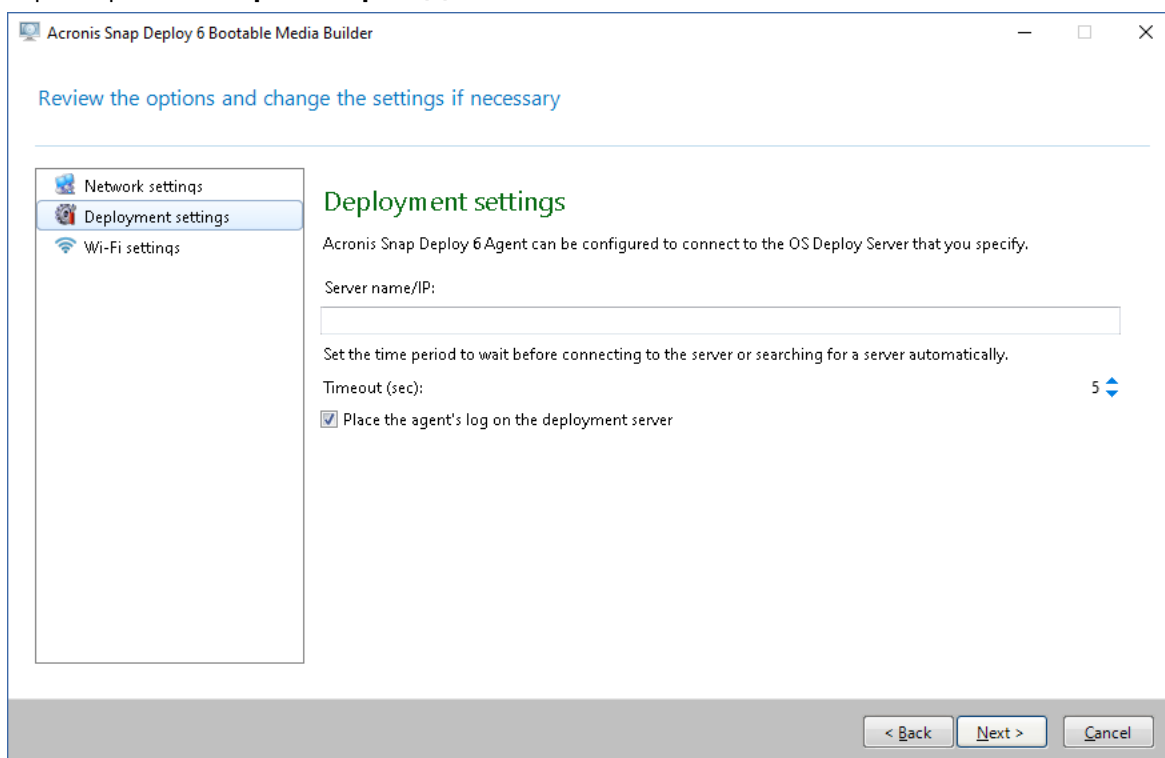 Acronis Snap Deploy 6 Bootable Media Builder
Review the options and change the settings if necessary
Network settings
Deployment settings
Wi-Fi settings
Deployment settings
Acronis Snap Deploy 6 Agent can be configured to connect to the OS Deploy Server that you specify.
Server name/IP:
Set the time period to wait before connecting to the server or searching for a server automatically.
Timeout (sec): 5
Place the agent's log on the deployment server
< Back Next > Cancel